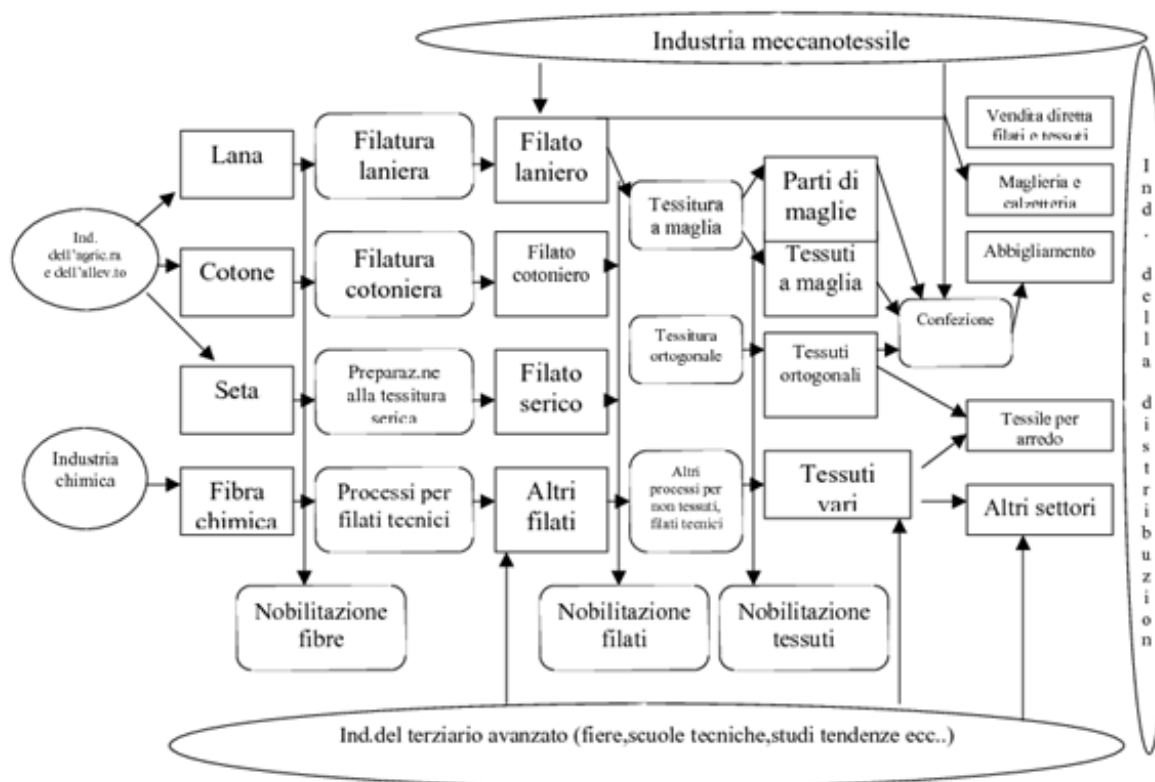 Industria meccanotessile
Vendita diretta
filati e tessuti
Lana
Filatura
laniera
Filato
laniero
Tessitura
a maglia
Parti di
maglie
Maglieria e
calzetteria
Ind.
dell'agric.ra
e dell'allev.to
Cotone
Filatura
cotoniera
Filato
cotoniero
Tessuti
a maglia
Abbigliamento
Confezione
Seta
Preparaz.ne
alla tessitura
serica
Filato
serico
Tessitura
ortogonale
Tessuti
ortogonali
Tessile per
arredo
Industria
chimica
Fibra
chimica
Processi per
filati tecnici
Altri
filati
Altri
processi per
non tessuti,
filati tecnici
Tessuti
vari
Altri settori
Nobilitazione
fibre
Nobilitazione
filati
Nobilitazione
tessuti
Ind.del terziario avanzato (fiere,scuole tecniche,studi tendenze ecc..)
Ind. della distribuzion